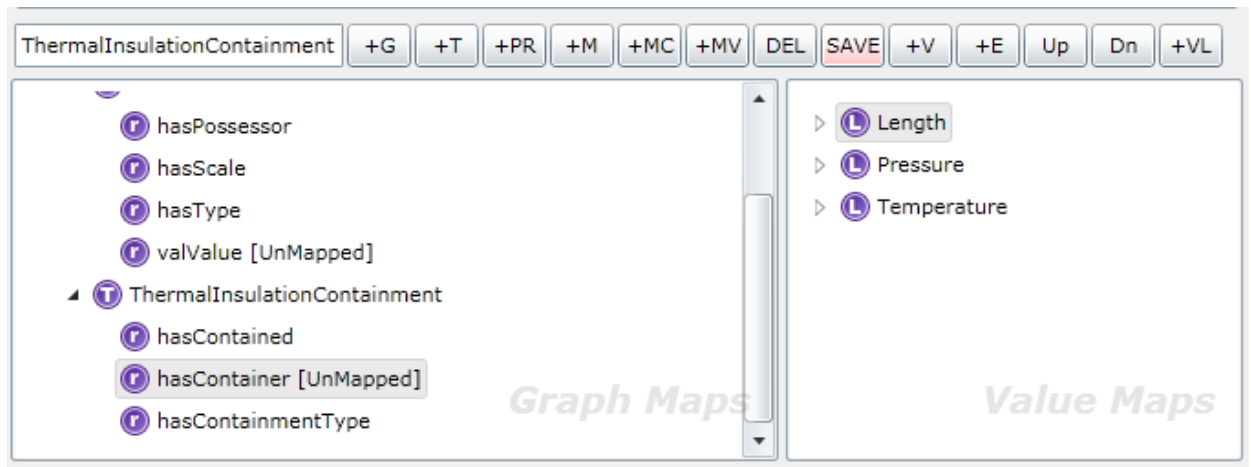 ThermalInsulationContainment +G +T +PR +M +MC +MV DEL SAVE +V +E Up Dn +VL
r hasPossessor
r hasScale
r hasType
r valValue [UnMapped]
T ThermalInsulationContainment
r hasContained
r hasContainer [UnMapped]
r hasContainmentType
Graph Maps
L Length
L Pressure
L Temperature
Value Maps